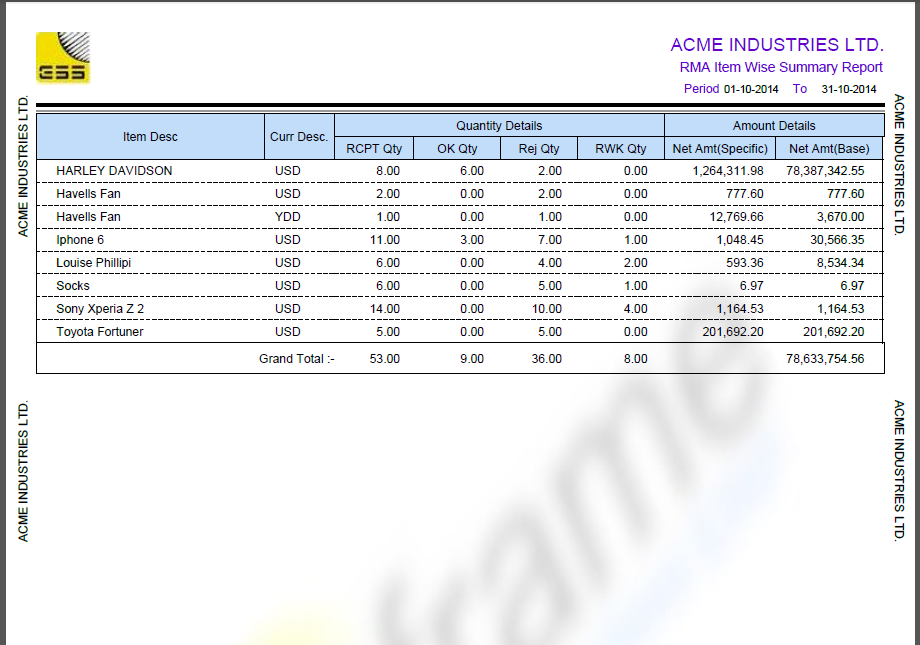 ESS
ACME INDUSTRIES LTD.
RMA Item Wise Summary Report
Period 01-10-2014 To 31-10-2014
Item Desc Curr Desc. Quantity Details Amount Details
RCPT Qty OK Qty Rej Qty RWK Qty Net Amt(Specific) Net Amt(Base)
HARLEY DAVIDSON USD 8.00 6.00 2.00 0.00 1,264,311.98 78,387,342.55
Havells Fan USD 2.00 0.00 2.00 0.00 777.60 777.60
Havells Fan YDD 1.00 0.00 1.00 0.00 12,769.66 3,670.00
Iphone 6 USD 11.00 3.00 7.00 1.00 1,048.45 30,566.35
Louise Phillipi USD 6.00 0.00 4.00 2.00 593.36 8,534.34
Socks USD 6.00 0.00 5.00 1.00 6.97 6.97
Sony Xperia Z 2 USD 14.00 0.00 10.00 4.00 1,164.53 1,164.53
Toyota Fortuner USD 5.00 0.00 5.00 0.00 201,692.20 201,692.20
Grand Total :- 53.00 9.00 36.00 8.00 78,633,754.56
ACME INDUSTRIES LTD.
ACME INDUSTRIES LTD.
ACME INDUSTRIES LTD.
ACME INDUSTRIES LTD.